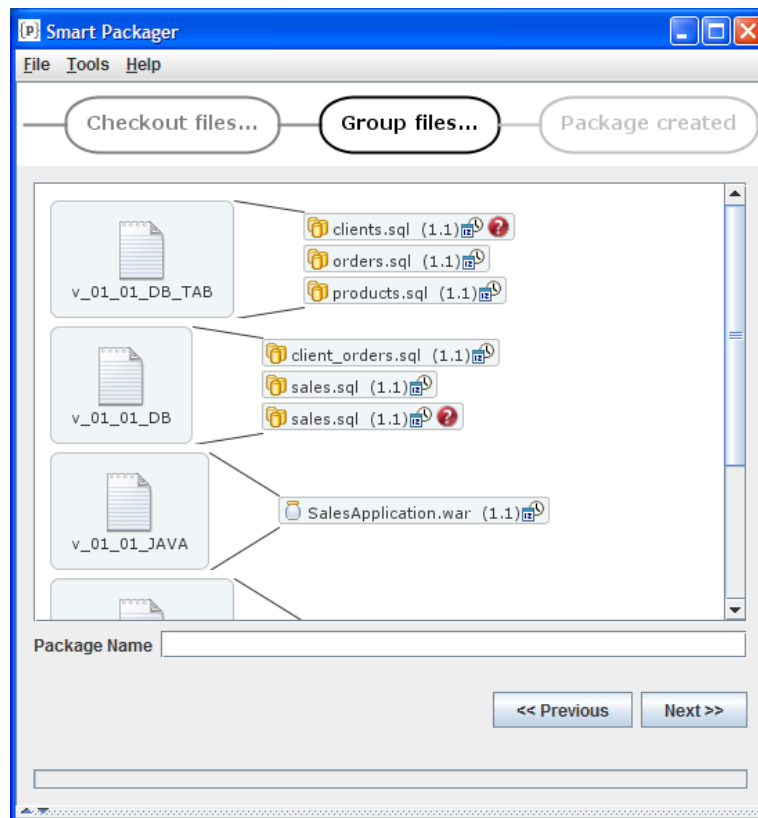 {P} Smart Packager
File Tools Help
Checkout files... Group files... Package created
v_01_01_DB_TAB
clients.sql (1.1) ?
orders.sql (1.1)
products.sql (1.1)
v_01_01_DB
client_orders.sql (1.1)
sales.sql (1.1)
sales.sql (1.1) ?
v_01_01_JAVA
SalesApplication.war (1.1)
Package Name
<< Previous Next >>